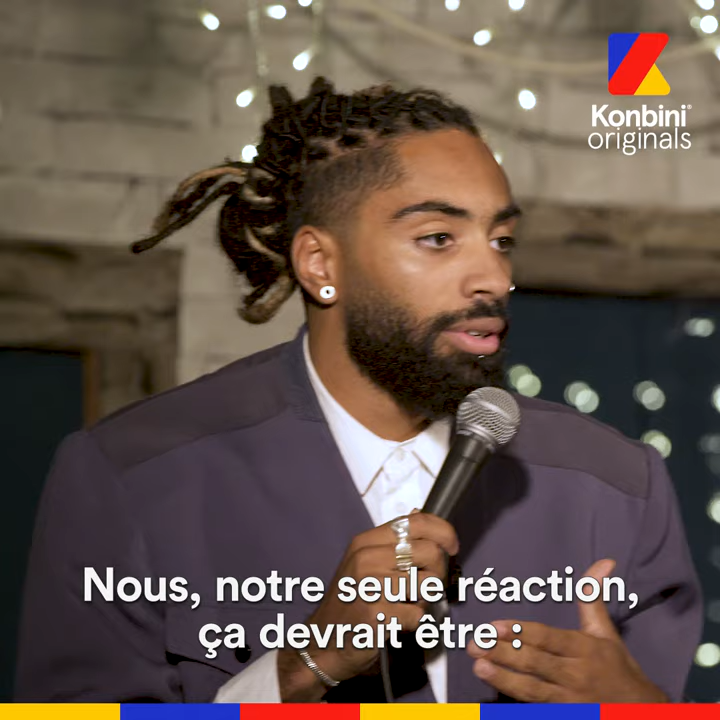 Konbini®
originals
Nous, notre seule réaction,
ça devrait être :